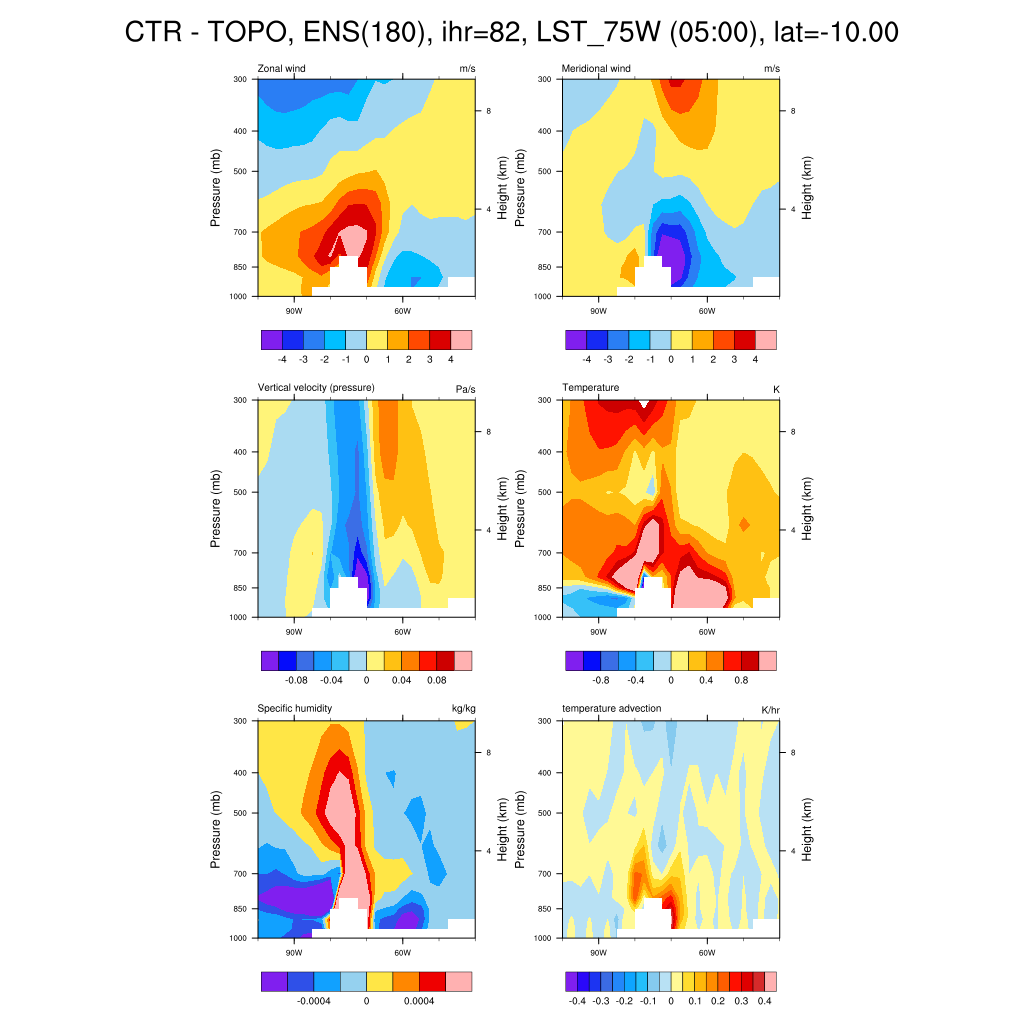 CTR - TOPO, ENS(180), ihr=82, LST_75W (05:00), lat=-10.00
Zonal wind m/s
Pressure (mb)
300
400
500
700
850
1000
8
4
Height (km)
90W 60W
-4 -3 -2 -1 0 1 2 3 4
Meridional wind m/s
Pressure (mb)
300
400
500
700
850
1000
8
4
Height (km)
90W 60W
-4 -3 -2 -1 0 1 2 3 4
Vertical velocity (pressure) Pa/s
Pressure (mb)
300
400
500
700
850
1000
8
4
Height (km)
90W 60W
-0.08 -0.04 0 0.04 0.08
Temperature K
Pressure (mb)
300
400
500
700
850
1000
8
4
Height (km)
90W 60W
-0.8 -0.4 0 0.4 0.8
Specific humidity kg/kg
Pressure (mb)
300
400
500
700
850
1000
8
4
Height (km)
90W 60W
-0.0004 0 0.0004
temperature advection K/hr
Pressure (mb)
300
400
500
700
850
1000
8
4
Height (km)
90W 60W
-0.4 -0.3 -0.2 -0.1 0 0.1 0.2 0.3 0.4